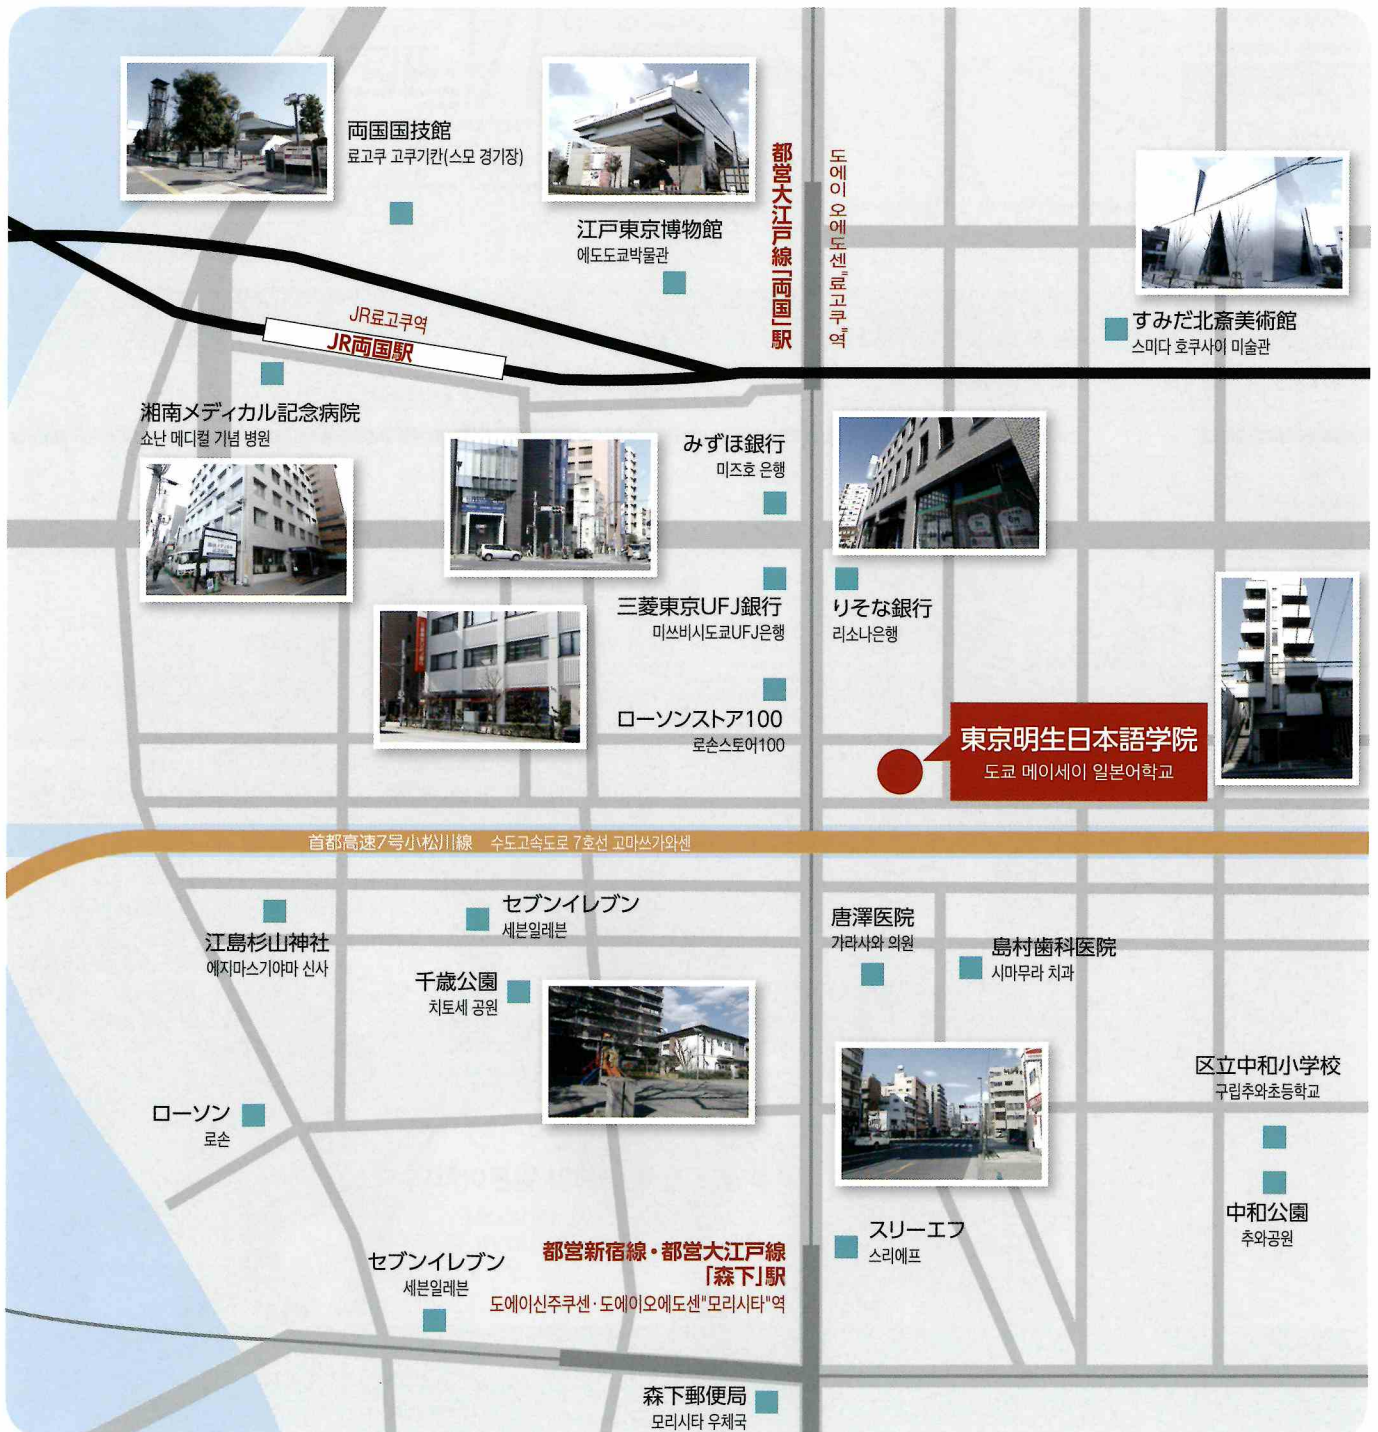 両国国技館
료고쿠 고쿠기칸(스모 경기장)
江戸東京博物館
에도도쿄박물관
都営大江戸線「両国」駅
도에이 오에도센"료고쿠"역
すみだ北斎美術館
스미다 호쿠사이 미술관
JR료고쿠역
JR両国駅
湘南メディカル記念病院
쇼난 메디컬 기념 병원
みずほ銀行
미즈호 은행
三菱東京UFJ銀行
미쓰비시도쿄UFJ은행
りそな銀行
리소나은행
ローソンストア100
로손스토어100
東京明生日本語学院
도쿄 메이세이 일본어학교
首都高速7号小松川線 수도고속도로 7호선 고마쓰가와센
江島杉山神社
에지마스기야마 신사
セブンイレブン
세븐일레븐
千歳公園
치토세 공원
唐澤医院
가라사와 의원
島村歯科医院
시마무라 치과
区立中和小学校
구립추와초등학교
ローソン
로손
中和公園
추와공원
スリーエフ
스리에프
セブンイレブン
세븐일레븐
都営新宿線・都営大江戸線
「森下」駅
도에이신주쿠센·도에이오에도센"모리시타"역
森下郵便局
모리시타 우체국